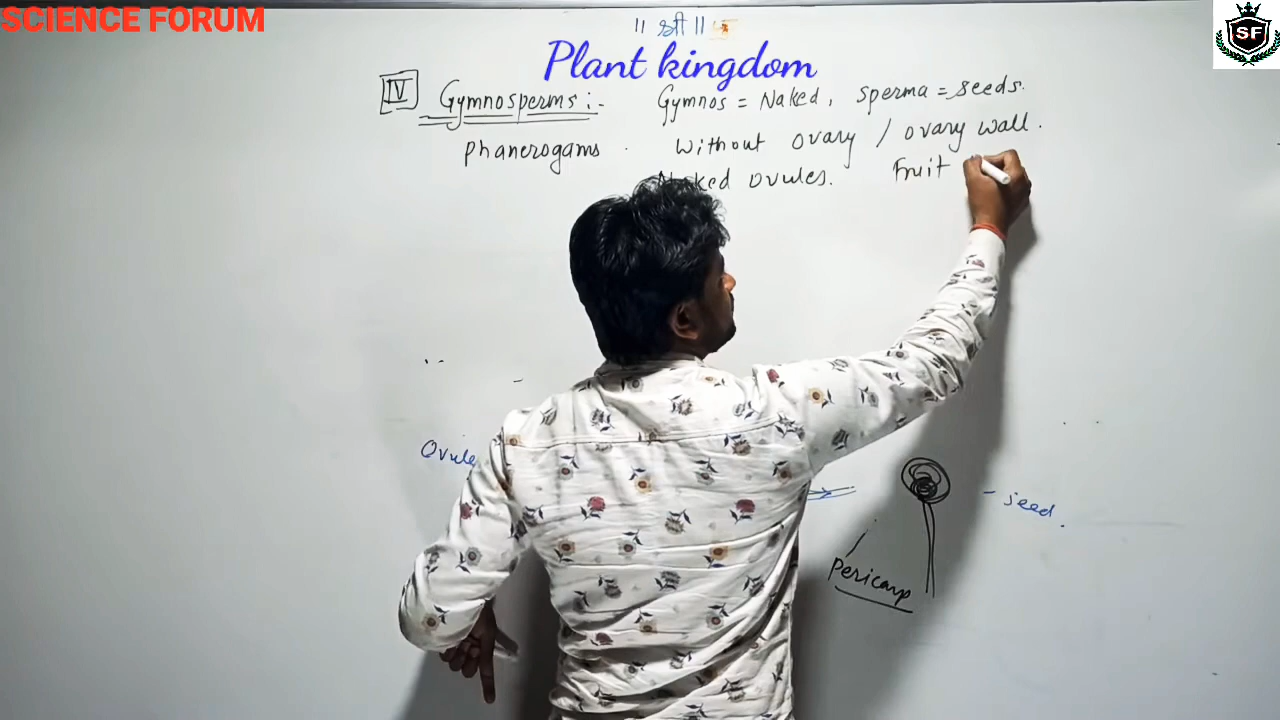 SCIENCE FORUM
SF
|| श्री ||
Plant kingdom
IV Gymnosperms :- Gymnos = Naked, sperma = seeds.
Phanerogams . without ovary / ovary wall.
Naked ovules. Fruit
Ovule
- seed.
Pericarp